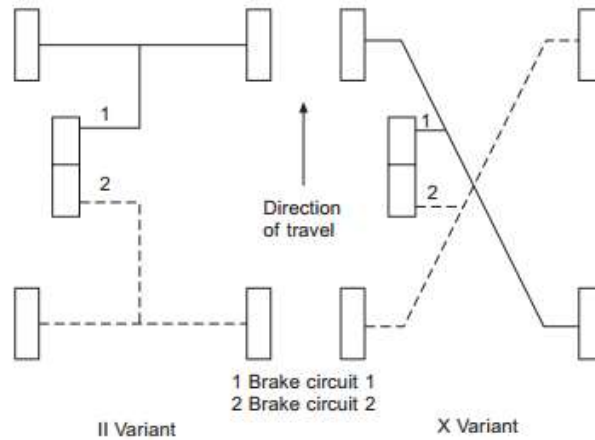 1
2
Direction
of travel
1
2
1 Brake circuit 1
2 Brake circuit 2
II Variant
X Variant